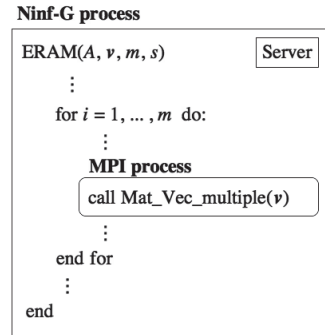 Ninf-G process
ERAM(A, v, m, s) Server
⋮
for i = 1, ... , m do:
⋮
MPI process
call Mat_Vec_multiple(v)
⋮
end for
⋮
end